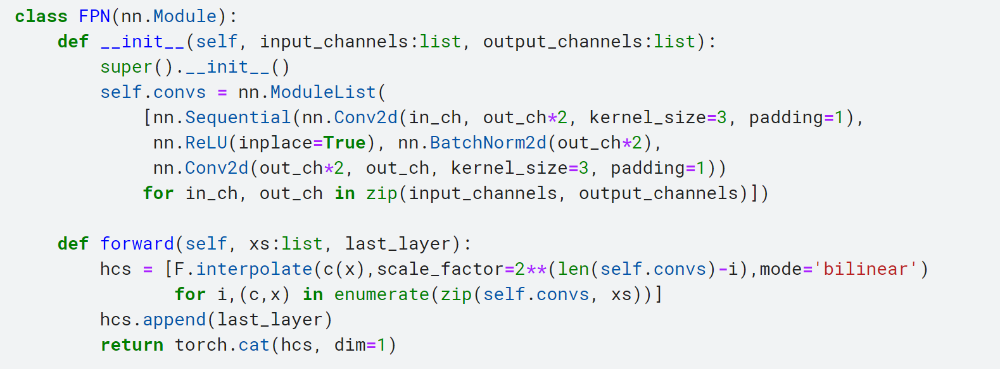 class FPN(nn.Module):
    def __init__(self, input_channels:list, output_channels:list):
        super().__init__()
        self.convs = nn.ModuleList(
            [nn.Sequential(nn.Conv2d(in_ch, out_ch*2, kernel_size=3, padding=1),
             nn.ReLU(inplace=True), nn.BatchNorm2d(out_ch*2),
             nn.Conv2d(out_ch*2, out_ch, kernel_size=3, padding=1))
            for in_ch, out_ch in zip(input_channels, output_channels)])

    def forward(self, xs:list, last_layer):
        hcs = [F.interpolate(c(x),scale_factor=2**(len(self.convs)-i),mode='bilinear')
               for i,(c,x) in enumerate(zip(self.convs, xs))]
        hcs.append(last_layer)
        return torch.cat(hcs, dim=1)